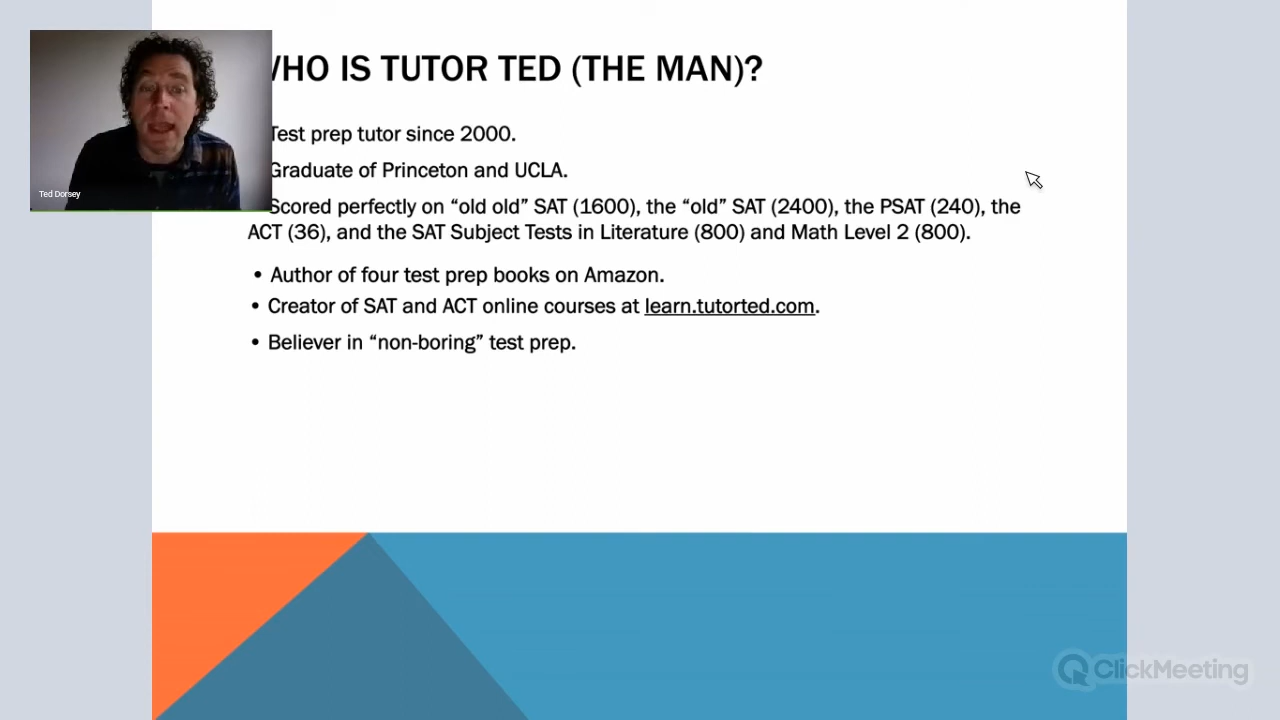 WHO IS TUTOR TED (THE MAN)?
Test prep tutor since 2000.
Graduate of Princeton and UCLA.
Ted Dorsey
Scored perfectly on “old old” SAT (1600), the “old” SAT (2400), the PSAT (240), the
ACT (36), and the SAT Subject Tests in Literature (800) and Math Level 2 (800).
• Author of four test prep books on Amazon.
• Creator of SAT and ACT online courses at learn.tutorted.com.
• Believer in “non-boring” test prep.
ClickMeeting